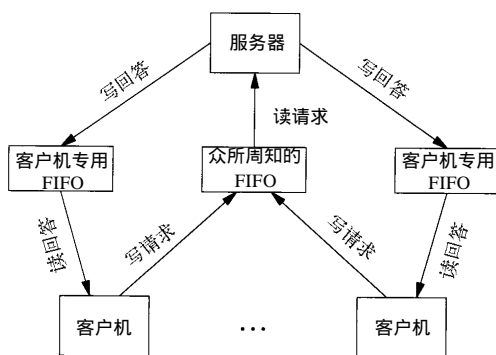 服务器
写回答
写回答
读请求
客户机专用
FIFO
众所周知的
FIFO
客户机专用
FIFO
读回答
写请求
写请求
读回答
客户机
...
客户机